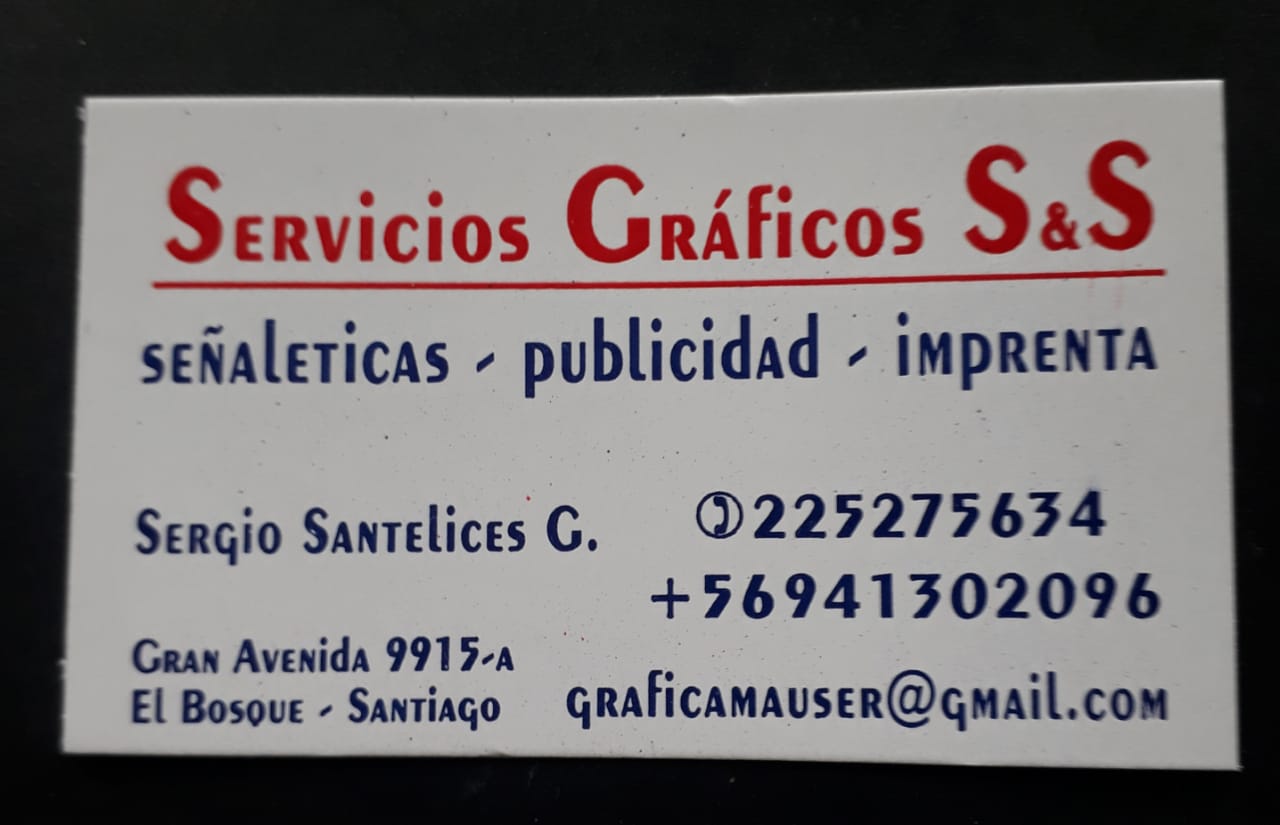 Servicios Gráficos S&S
señaleticas - publicidad - imprenta
Sergio Santelices G.
✆225275634
+56941302096
Gran Avenida 9915-A
El Bosque - Santiago
graficamauser@gmail.com